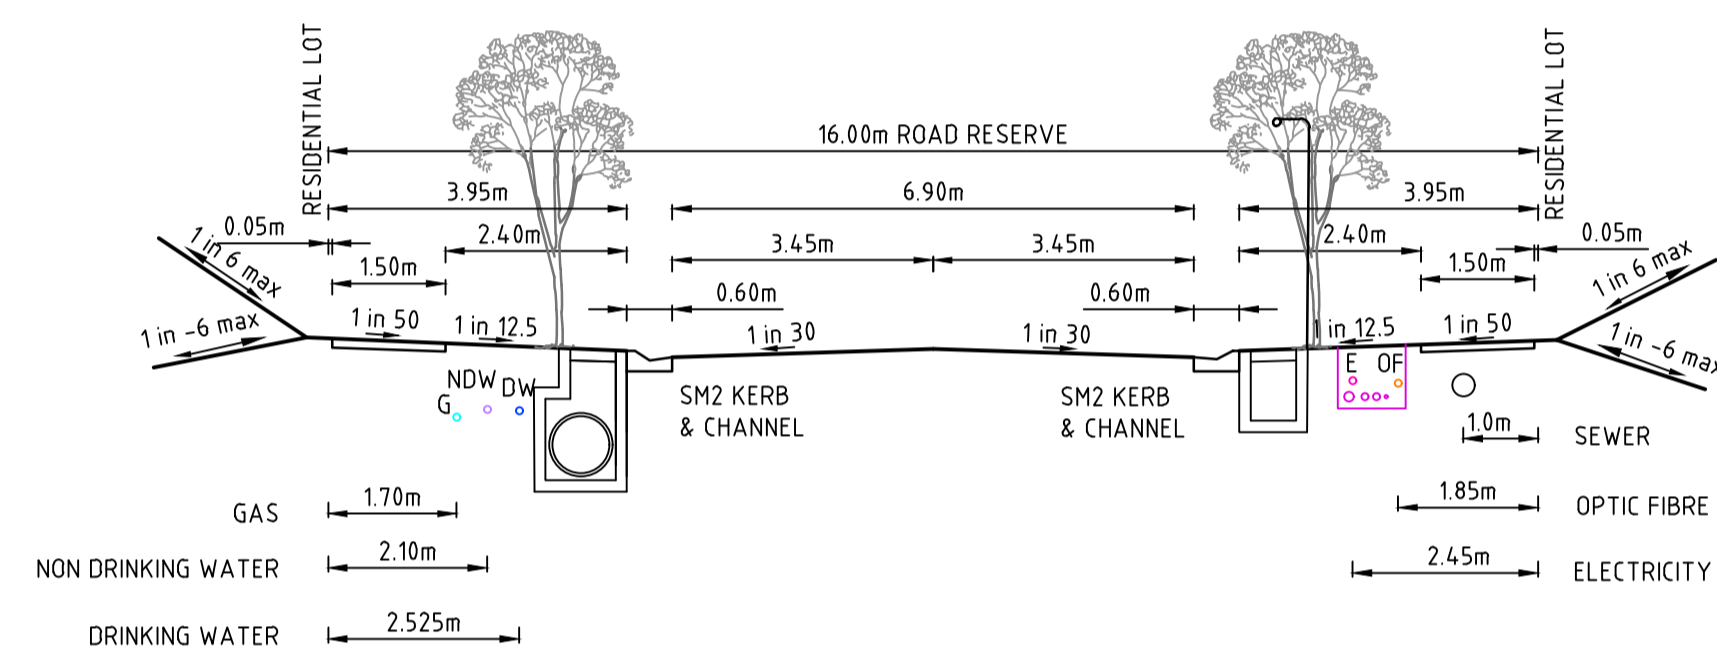 RESIDENTIAL LOT
RESIDENTIAL LOT
16.00m ROAD RESERVE
3.95m
6.90m
3.95m
0.05m
2.40m
3.45m
3.45m
2.40m
0.05m
1.50m
1.50m
0.60m
0.60m
1 in 6 max
1 in -6 max
1 in 50
1 in 12.5
1 in 30
1 in 30
1 in 12.5
1 in 50
1 in 6 max
1 in -6 max
NDW
DW
G
E
OF
SM2 KERB
& CHANNEL
SM2 KERB
& CHANNEL
1.0m
SEWER
GAS
1.70m
1.85m
OPTIC FIBRE
NON DRINKING WATER
2.10m
2.45m
ELECTRICITY
DRINKING WATER
2.525m